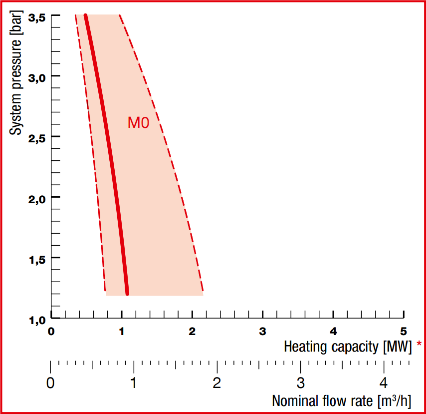 System pressure [bar]
3,5
3,0
2,5
2,0
1,5
1,0
M0
0 1 2 3 4 5
Heating capacity [MW] *
0 1 2 3 4
Nominal flow rate [m³/h]